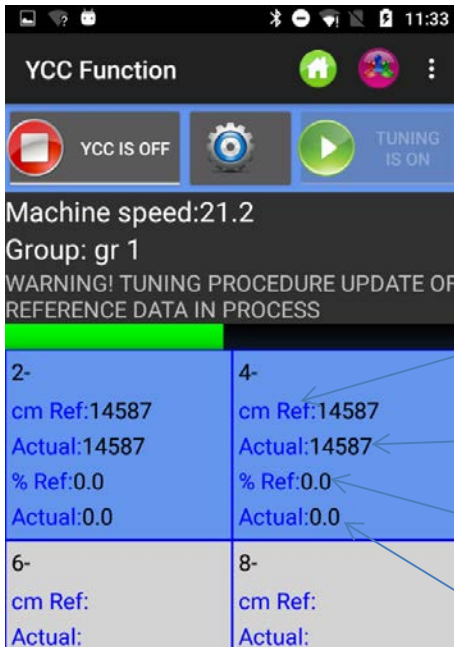 11:33
YCC Function
YCC IS OFF
TUNING
IS ON
Machine speed:21.2
Group: gr 1
WARNING! TUNING PROCEDURE UPDATE OF
REFERENCE DATA IN PROCESS
2-
cm Ref:14587
Actual:14587
% Ref:0.0
Actual:0.0
4-
cm Ref:14587
Actual:14587
% Ref:0.0
Actual:0.0
6-
cm Ref:
Actual:
8-
cm Ref:
Actual: